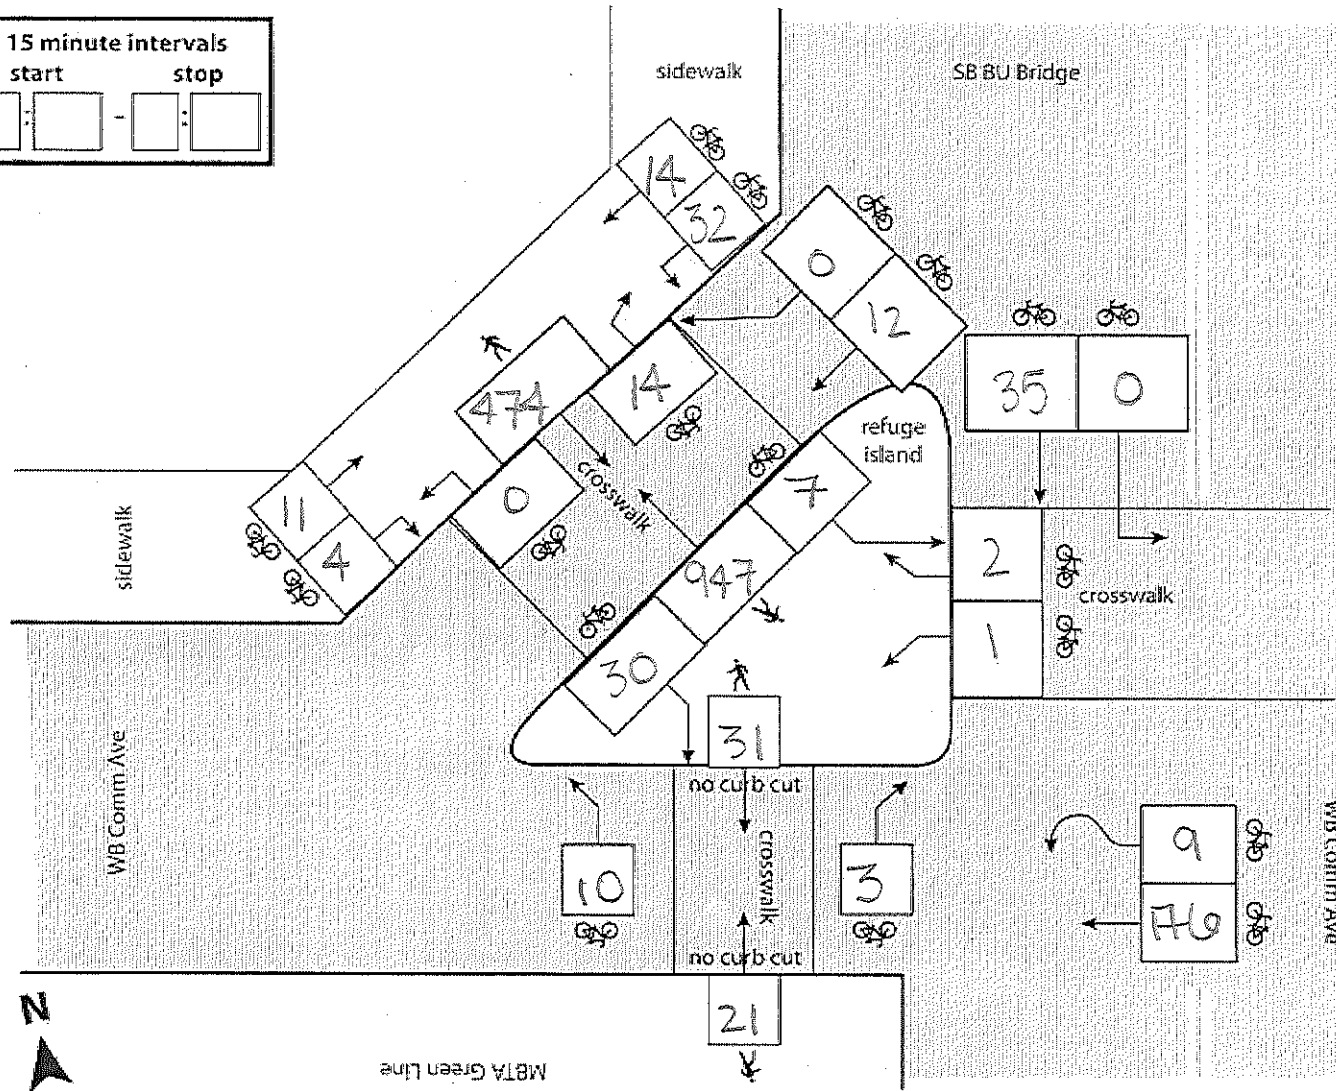 15 minute intervals
start stop
: - :
sidewalk
SB BU Bridge
14
32
0
12
35
0
474
14
refuge
island
crosswalk
7
11
4
0
sidewalk
947
2
crosswalk
1
30
31
no curb cut
WB Comm Ave
crosswalk
10
3
9
176
WB Comm Ave
no curb cut
21
N
MBTA Green Line